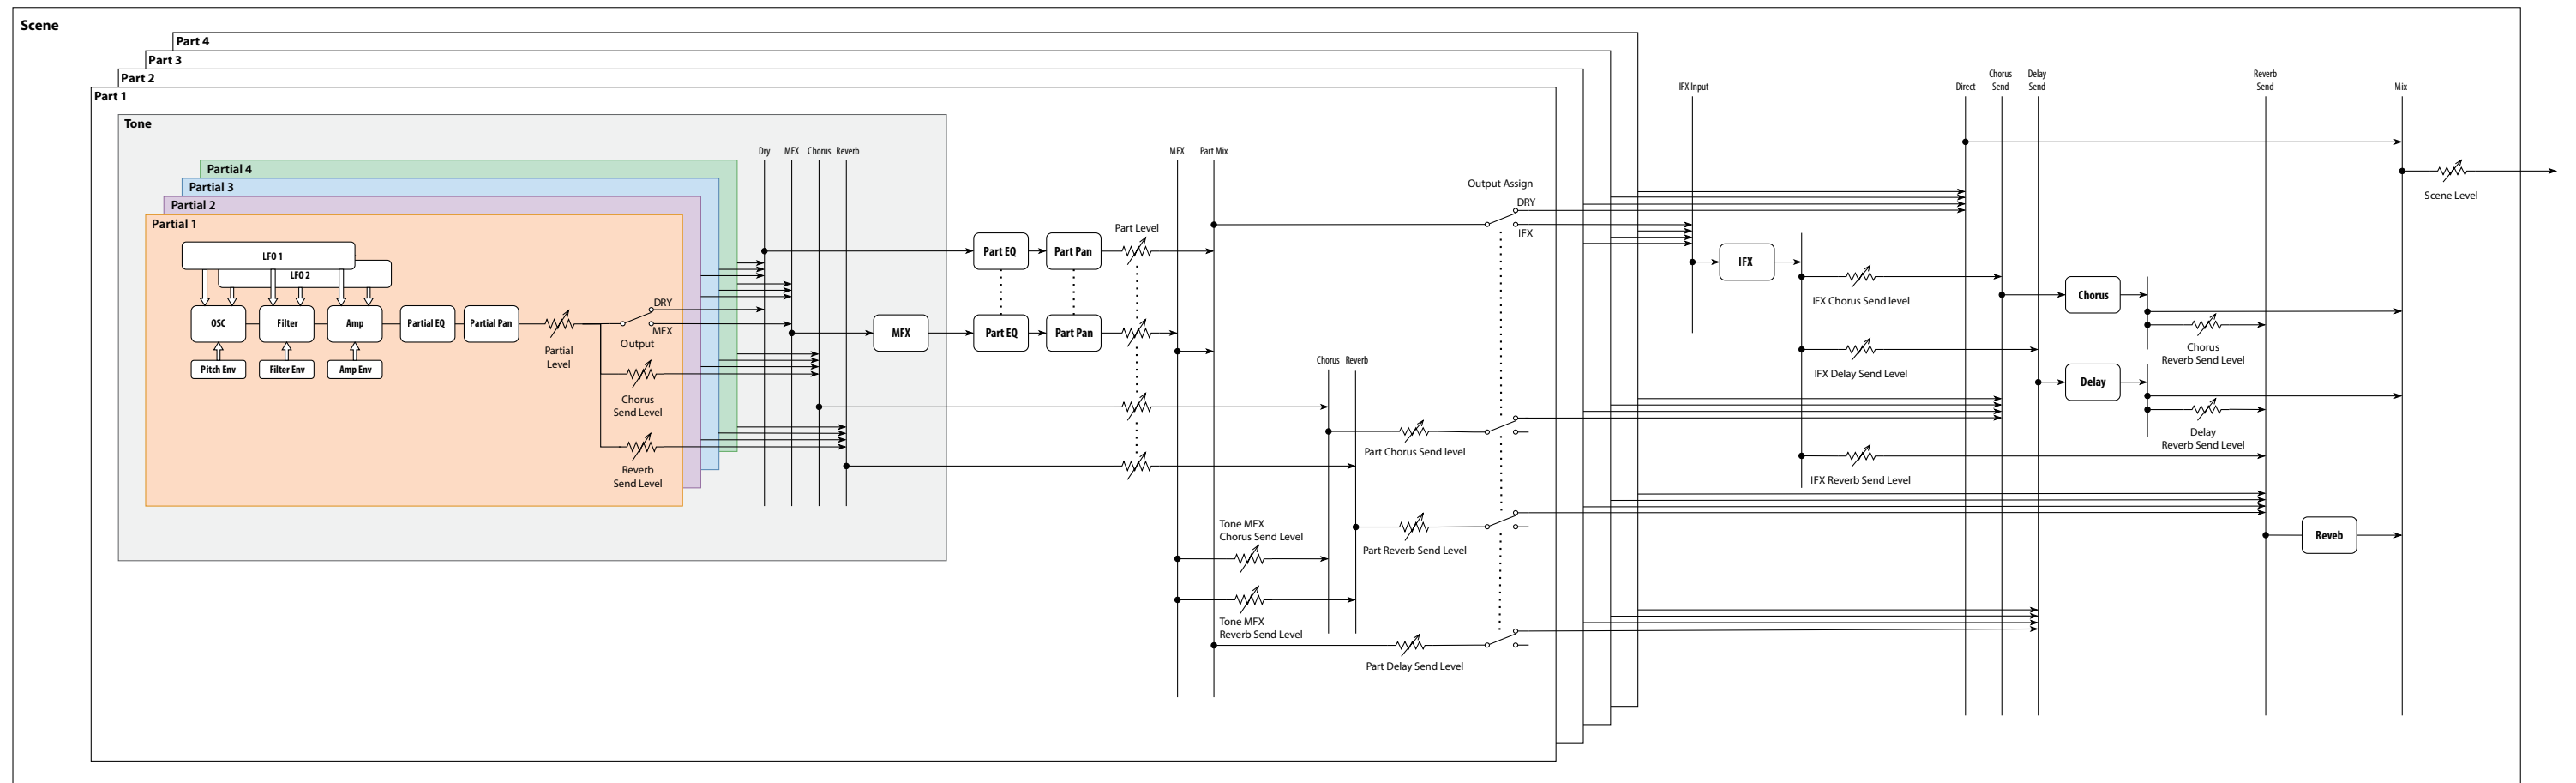 Scene
Part 4
Part 3
Part 2
Part 1
Tone
Partial 4
Partial 3
Partial 2
Partial 1
LFO 1
LFO 2
OSC
Filter
Amp
Partial EQ
Partial Pan
Pitch Env
Filter Env
Amp Env
Partial
Level
DRY
MFX
Output
Chorus
Send Level
Reverb
Send Level
Dry
MFX
Chorus
Reverb
MFX
Part EQ
Part Pan
Part EQ
Part Pan
Part Level
MFX
Part Mix
Tone MFX
Chorus Send Level
Tone MFX
Reverb Send Level
Chorus
Reverb
Part Chorus Send level
Part Reverb Send Level
Part Delay Send Level
Output Assign
DRY
IFX
IFX Input
IFX
IFX Chorus Send level
IFX Delay Send Level
IFX Reverb Send Level
Direct
Chorus
Send
Delay
Send
Chorus
Delay
Chorus
Reverb Send Level
Delay
Reverb Send Level
Reverb
Send
Reveb
Mix
Scene Level